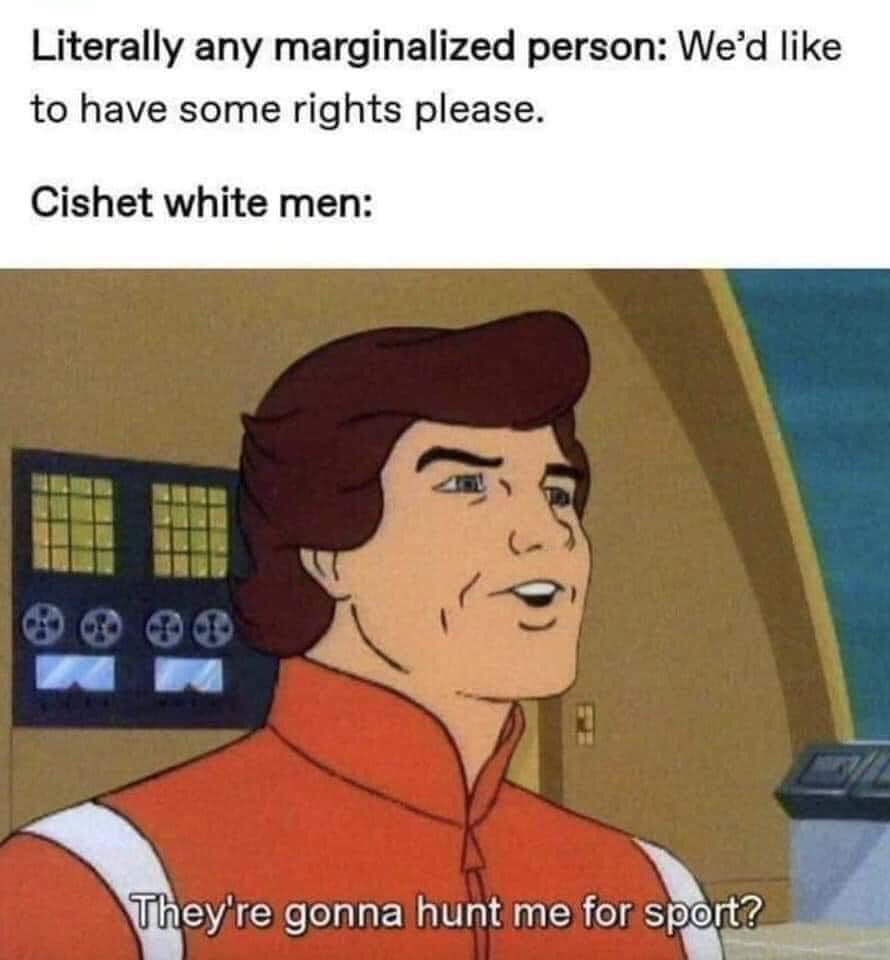 Literally any marginalized person: We'd like
to have some rights please.
Cishet white men:
They're gonna hunt me for sport?